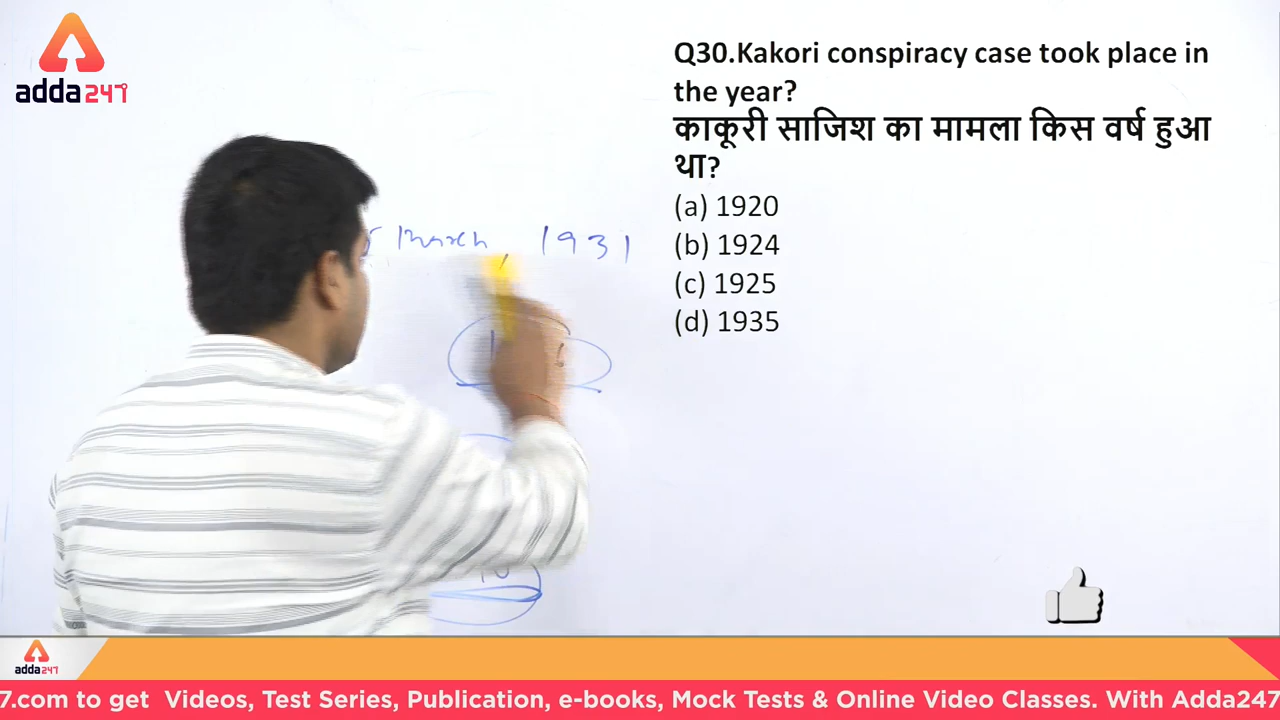 adda247
Q30.Kakori conspiracy case took place in
the year?
काकूरी साजिश का मामला किस वर्ष हुआ
था?
(a) 1920
(b) 1924
(c) 1925
(d) 1935
March, 1931
adda247
7.com to get Videos, Test Series, Publication, e-books, Mock Tests & Online Video Classes. With Adda247